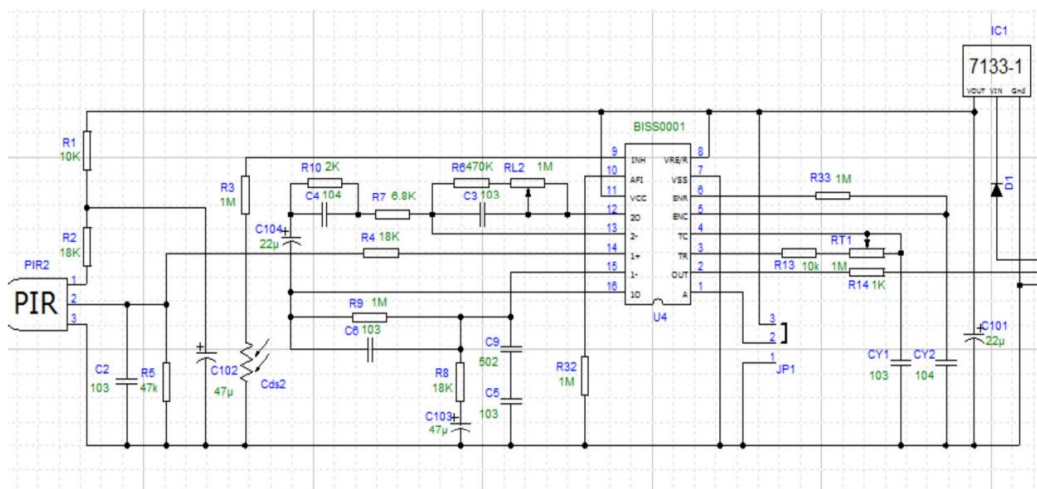 IC1
7133-1
VOUT VIN Gnd
BISS0001
R1
10K
R2
18K
PIR2
PIR
1
2
3
C2
103
R5
47k
C102
47µ
R3
1M
Cds2
R10 2K
C4 104
C104
22µ
R7 6.8K
R6 470K
RL2 1M
C3 103
R4 18K
R9 1M
C6 103
R8
18K
C103
47µ
C9
502
C5
103
R32
1M
9 INH VRE/R 8
10 AFI VSS 7
11 VCC ENR 6
12 2O ENC 5
13 2- TC 4
14 1+ TR 3
15 1- OUT 2
16 1O A 1
U4
R33 1M
RT1
1M
R13 10k
R14 1K
3
2
1
JP1
CY1
103
CY2
104
C101
22µ
D1